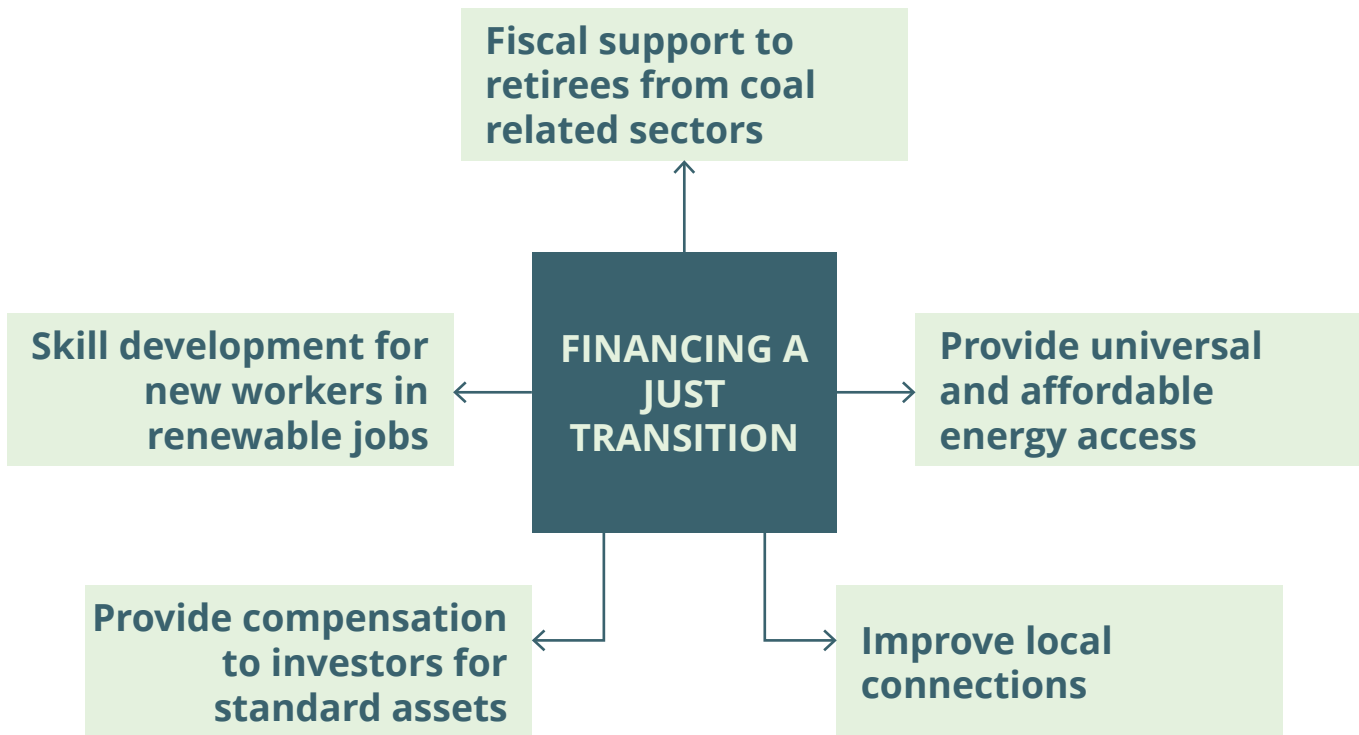 Fiscal support to
retirees from coal
related sectors
Skill development for
new workers in
renewable jobs
FINANCING A
JUST
TRANSITION
Provide universal
and affordable
energy access
Provide compensation
to investors for
standard assets
Improve local
connections